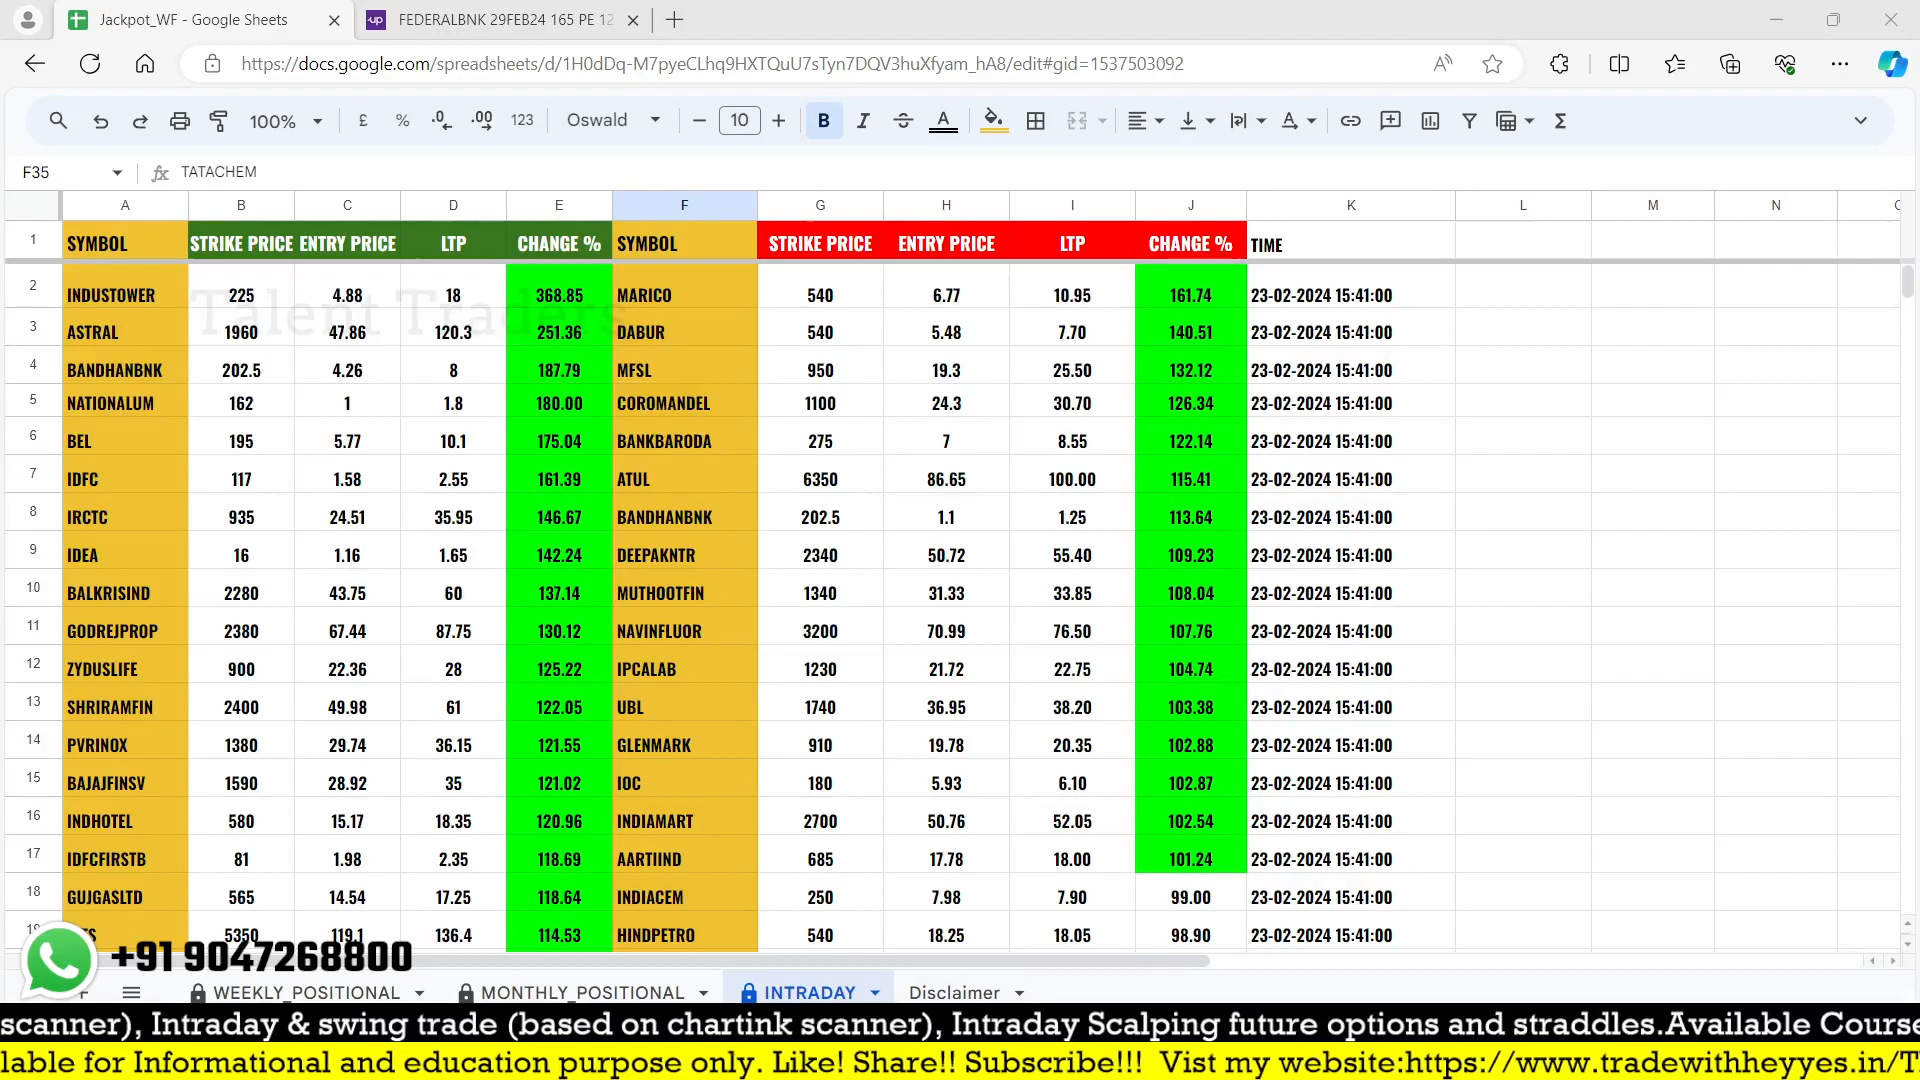 Jackpot_WF - Google Sheets
FEDERALBNK 29FEB24 165 PE 12
https://docs.google.com/spreadsheets/d/1H0dDq-M7pyeCLhq9HXTQuU7sTyn7DQV3huXfyam_hA8/edit#gid=1537503092
100% £ % .0 .00 123 Oswald 10 B I A
F35 fx TATACHEM
A B C D E F G H I J K L M N
1 SYMBOL STRIKE PRICE ENTRY PRICE LTP CHANGE % SYMBOL STRIKE PRICE ENTRY PRICE LTP CHANGE % TIME
2 INDUSTOWER 225 4.88 18 368.85 MARICO 540 6.77 10.95 161.74 23-02-2024 15:41:00
Talent Traders
3 ASTRAL 1960 47.86 120.3 251.36 DABUR 540 5.48 7.70 140.51 23-02-2024 15:41:00
4 BANDHANBNK 202.5 4.26 8 187.79 MFSL 950 19.3 25.50 132.12 23-02-2024 15:41:00
5 NATIONALUM 162 1 1.8 180.00 COROMANDEL 1100 24.3 30.70 126.34 23-02-2024 15:41:00
6 BEL 195 5.77 10.1 175.04 BANKBARODA 275 7 8.55 122.14 23-02-2024 15:41:00
7 IDFC 117 1.58 2.55 161.39 ATUL 6350 86.65 100.00 115.41 23-02-2024 15:41:00
8 IRCTC 935 24.51 35.95 146.67 BANDHANBNK 202.5 1.1 1.25 113.64 23-02-2024 15:41:00
9 IDEA 16 1.16 1.65 142.24 DEEPAKNTR 2340 50.72 55.40 109.23 23-02-2024 15:41:00
10 BALKRISIND 2280 43.75 60 137.14 MUTHOOTFIN 1340 31.33 33.85 108.04 23-02-2024 15:41:00
11 GODREJPROP 2380 67.44 87.75 130.12 NAVINFLUOR 3200 70.99 76.50 107.76 23-02-2024 15:41:00
12 ZYDUSLIFE 900 22.36 28 125.22 IPCALAB 1230 21.72 22.75 104.74 23-02-2024 15:41:00
13 SHRIRAMFIN 2400 49.98 61 122.05 UBL 1740 36.95 38.20 103.38 23-02-2024 15:41:00
14 PVRINOX 1380 29.74 36.15 121.55 GLENMARK 910 19.78 20.35 102.88 23-02-2024 15:41:00
15 BAJAJFINSV 1590 28.92 35 121.02 IOC 180 5.93 6.10 102.87 23-02-2024 15:41:00
16 INDHOTEL 580 15.17 18.35 120.96 INDIAMART 2700 50.76 52.05 102.54 23-02-2024 15:41:00
17 IDFCFIRSTB 81 1.98 2.35 118.69 AARTIIND 685 17.78 18.00 101.24 23-02-2024 15:41:00
18 GUJGASLTD 565 14.54 17.25 118.64 INDIACEM 250 7.98 7.90 99.00 23-02-2024 15:41:00
5350 119.1 136.4 114.53 HINDPETRO 540 18.25 18.05 98.90 23-02-2024 15:41:00
+91 9047268800
WEEKLY_POSITIONAL MONTHLY_POSITIONAL INTRADAY Disclaimer
scanner), Intraday & swing trade (based on chartink scanner), Intraday Scalping future options and straddles.Available Course
lable for Informational and education purpose only. Like! Share!! Subscribe!!! Vist my website:https://www.tradewithheyyes.in/T